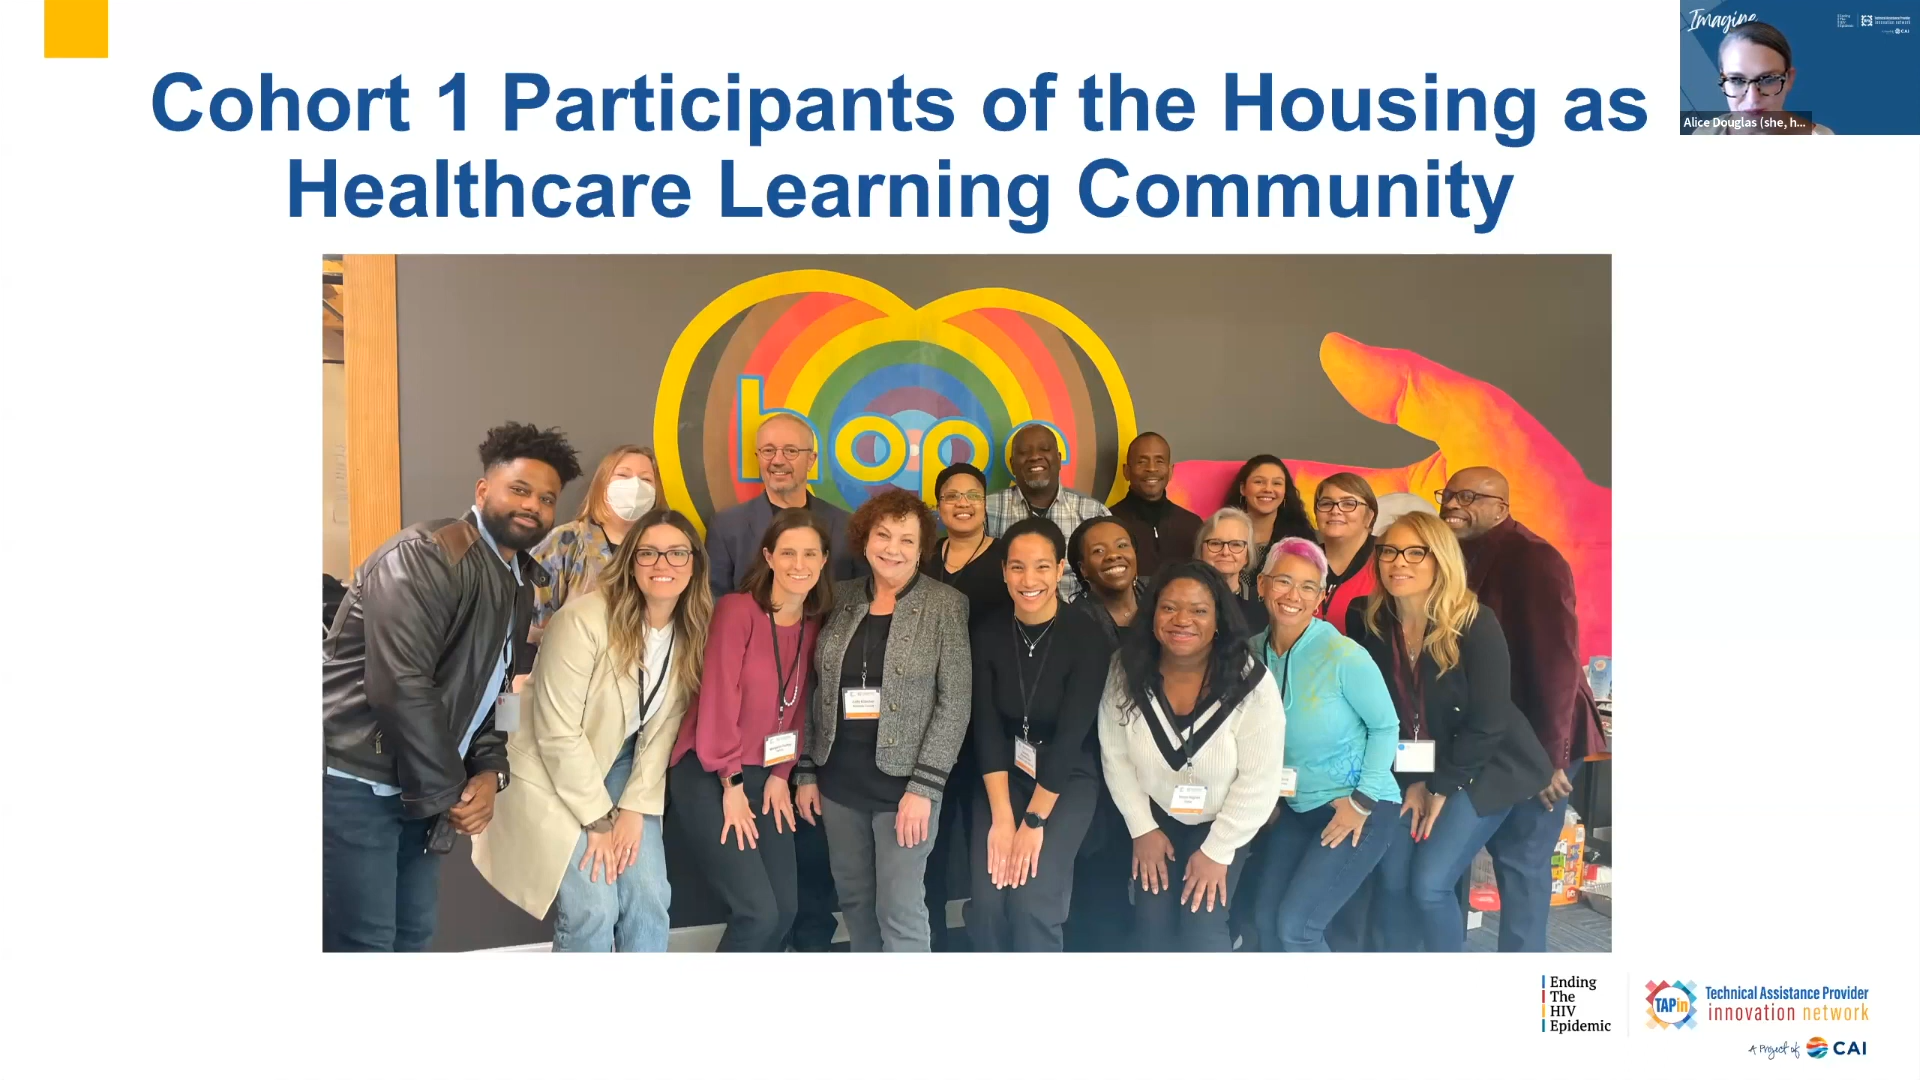 Cohort 1 Participants of the Housing as
Healthcare Learning Community
Imagine
Alice Douglas (she, h...
hope
Ending
The
HIV
Epidemic
TAPin
Technical Assistance Provider
innovation network
A Project of CAI